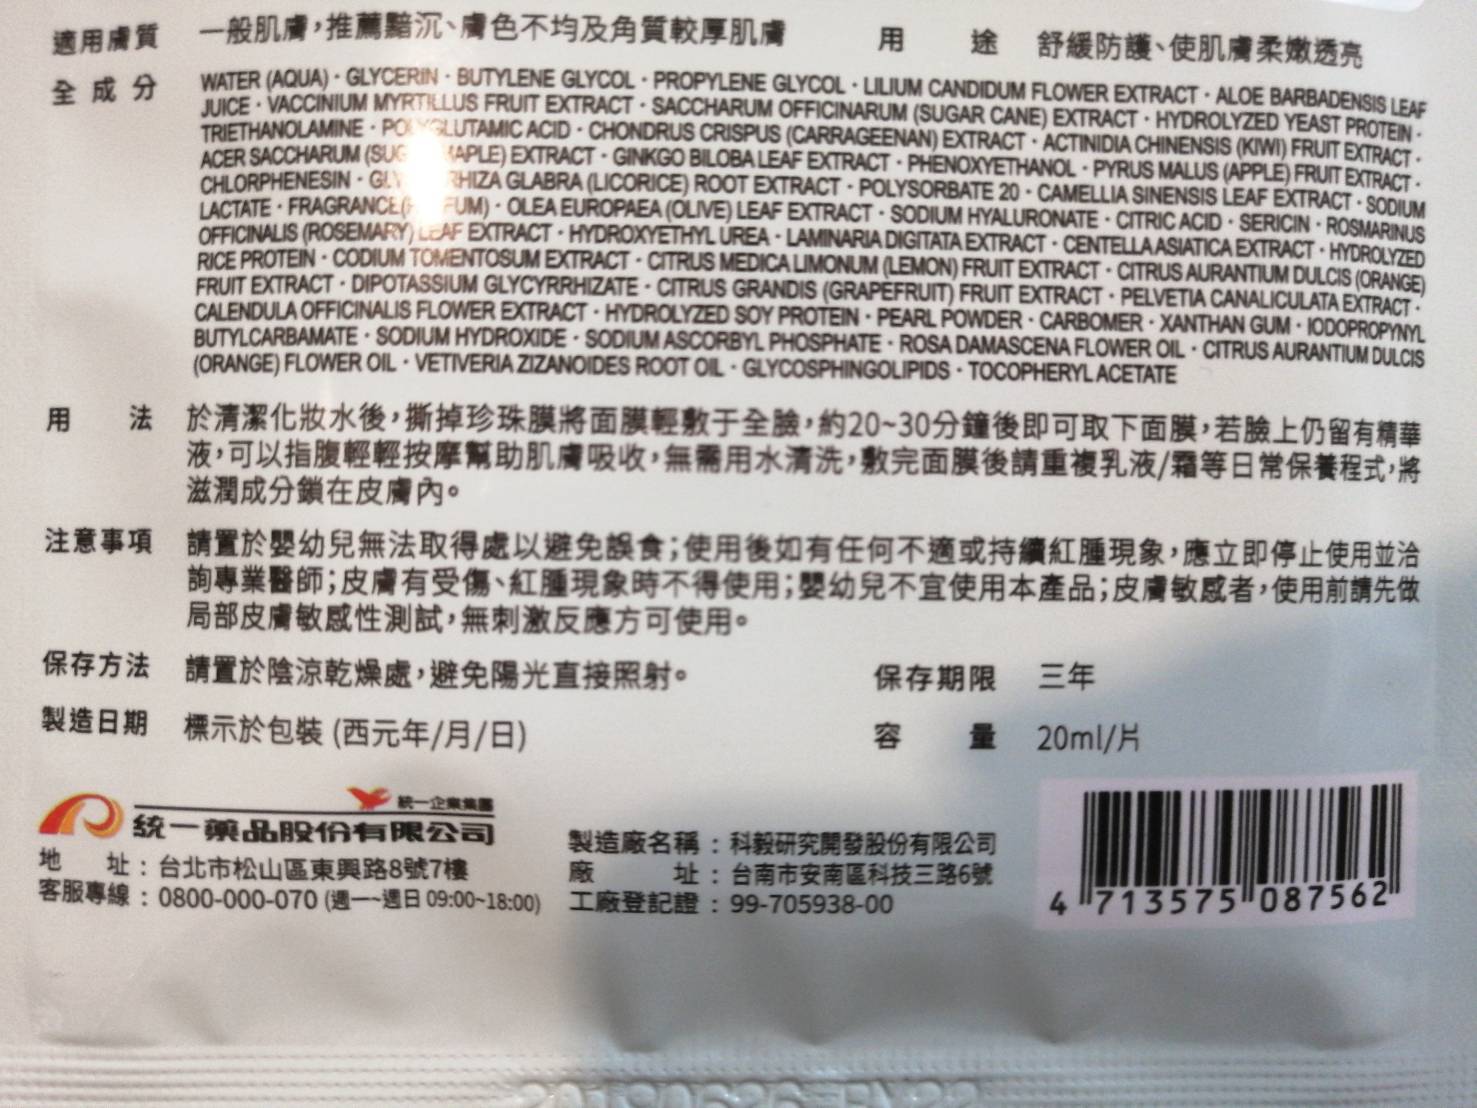 適用膚質 一般肌膚，推薦黯沉、膚色不均及角質較厚肌膚 用途 舒緩防護、使肌膚柔嫩透亮
全成分 WATER (AQUA)・GLYCERIN・BUTYLENE GLYCOL・PROPYLENE GLYCOL・LILIUM CANDIDUM FLOWER EXTRACT・ALOE BARBADENSIS LEAF
JUICE・VACCINIUM MYRTILLUS FRUIT EXTRACT・SACCHARUM OFFICINARUM (SUGAR CANE) EXTRACT・HYDROLYZED YEAST PROTEIN・
TRIETHANOLAMINE・POLYGLUTAMIC ACID・CHONDRUS CRISPUS (CARRAGEENAN) EXTRACT・ACTINIDIA CHINENSIS (KIWI) FRUIT EXTRACT・
ACER SACCHARUM (SUGAR MAPLE) EXTRACT・GINKGO BILOBA LEAF EXTRACT・PHENOXYETHANOL・PYRUS MALUS (APPLE) FRUIT EXTRACT・
CHLORPHENESIN・GLABRA (LICORICE) ROOT EXTRACT・POLYSORBATE 20・CAMELLIA SINENSIS LEAF EXTRACT・SODIUM
LACTATE・FRAGRANCE・OLEA EUROPAEA (OLIVE) LEAF EXTRACT・SODIUM HYALURONATE・CITRIC ACID・SERICIN・ROSMARINUS
OFFICINALIS (ROSEMARY) LEAF EXTRACT・HYDROXYETHYL UREA・LAMINARIA DIGITATA EXTRACT・CENTELLA ASIATICA EXTRACT・HYDROLYZED
RICE PROTEIN・CODIUM TOMENTOSUM EXTRACT・CITRUS MEDICA LIMONUM (LEMON) FRUIT EXTRACT・CITRUS AURANTIUM DULCIS (ORANGE)
FRUIT EXTRACT・DIPOTASSIUM GLYCYRRHIZATE・CITRUS GRANDIS (GRAPEFRUIT) FRUIT EXTRACT・PELVETIA CANALICULATA EXTRACT・
CALENDULA OFFICINALIS FLOWER EXTRACT・HYDROLYZED SOY PROTEIN・PEARL POWDER・CARBOMER・XANTHAN GUM・IODOPROPYNYL
BUTYLCARBAMATE・SODIUM HYDROXIDE・SODIUM ASCORBYL PHOSPHATE・ROSA DAMASCENA FLOWER OIL・CITRUS AURANTIUM DULCIS
(ORANGE) FLOWER OIL・VETIVERIA ZIZANOIDES ROOT OIL・GLYCOSPHINGOLIPIDS・TOCOPHERYL ACETATE
用法 於清潔化妝水後，撕掉珍珠膜將面膜輕敷于全臉，約20~30分鐘後即可取下面膜，若臉上仍留有精華
液，可以指腹輕輕按摩幫助肌膚吸收，無需用水清洗，敷完面膜後請重複乳液/霜等日常保養程式，將
滋潤成分鎖在皮膚內。
注意事項 請置於嬰幼兒無法取得處以避免誤食；使用後如有任何不適或持續紅腫現象，應立即停止使用並洽
詢專業醫師；皮膚有受傷、紅腫現象時不得使用；嬰幼兒不宜使用本產品；皮膚敏感者，使用前請先做
局部皮膚敏感性測試，無刺激反應方可使用。
保存方法 請置於陰涼乾燥處，避免陽光直接照射。 保存期限 三年
製造日期 標示於包裝 (西元年/月/日) 容量 20ml/片
統一企業集團
統一藥品股份有限公司
地址：台北市松山區東興路8號7樓
客服專線：0800-000-070 (週一~週日 09:00~18:00)
製造廠名稱：科毅研究開發股份有限公司
廠址：台南市安南區科技三路6號
工廠登記證：99-705938-00
4 713575 087562